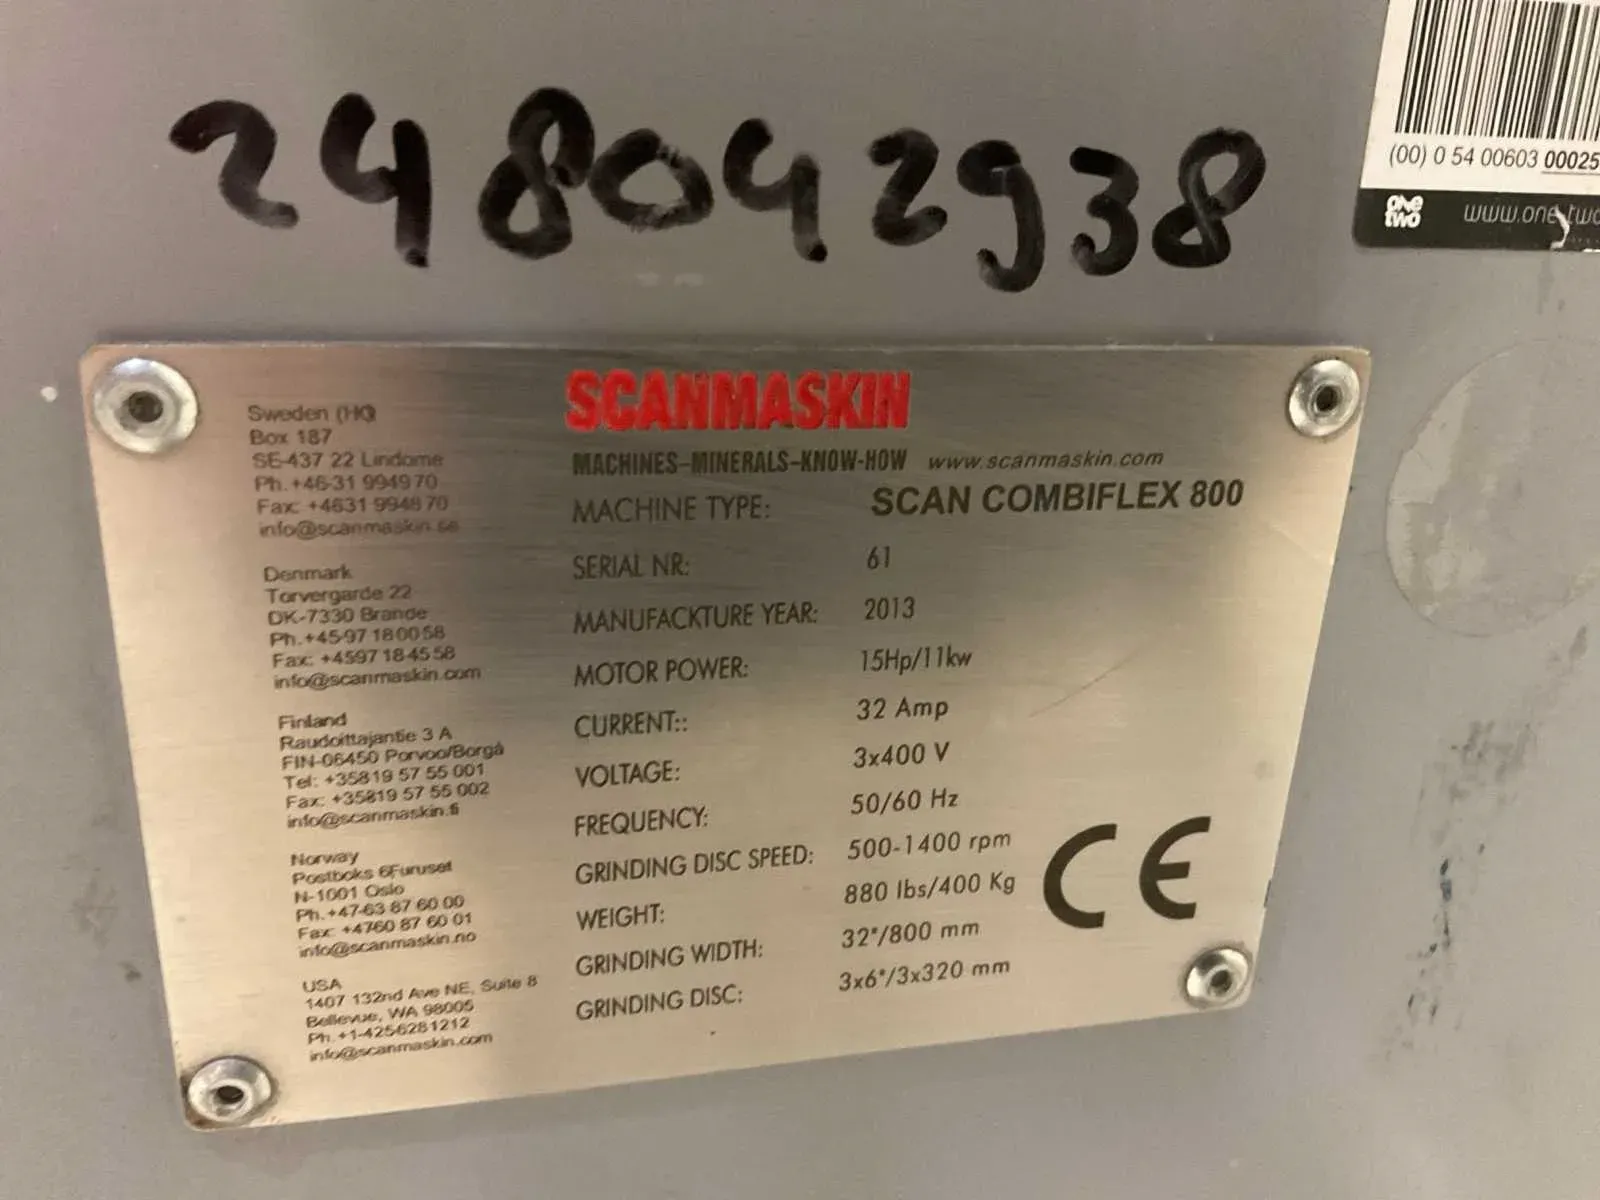 248042938
(00) 0 54 00603 00025
one two
www.one-two
Sweden (HQ)
Box 187
SE-437 22 Lindome
Ph. +46-31 994970
Fax: +4631 994870
info@scanmaskin.se
Denmark
Torvergarde 22
DK-7330 Brande
Ph.+45-97 180058
Fax: +4597 184558
info@scanmaskin.com
Finland
Raudoittajantie 3 A
FIN-06450 Porvoo/Borgå
Tel: +35819 57 55 001
Fax: +35819 57 55 002
info@scanmaskin.fi
Norway
Postboks 6Furuset
N-1001 Oslo
Ph.+47-63 87 60 00
Fax: +4760 87 60 01
info@scanmaskin.no
USA
1407 132nd Ave NE, Suite 8
Bellevue, WA 98005
Ph. +1-4256281212
info@scanmaskin.com
SCANMASKIN
MACHINES-MINERALS-KNOW-HOW www.scanmaskin.com
MACHINE TYPE: SCAN COMBIFLEX 800
SERIAL NR: 61
MANUFACKTURE YEAR: 2013
MOTOR POWER: 15Hp/11kw
CURRENT:: 32 Amp
VOLTAGE: 3x400 V
FREQUENCY: 50/60 Hz
GRINDING DISC SPEED: 500-1400 rpm
WEIGHT: 880 lbs/400 Kg
GRINDING WIDTH: 32"/800 mm
GRINDING DISC: 3x6"/3x320 mm
CE